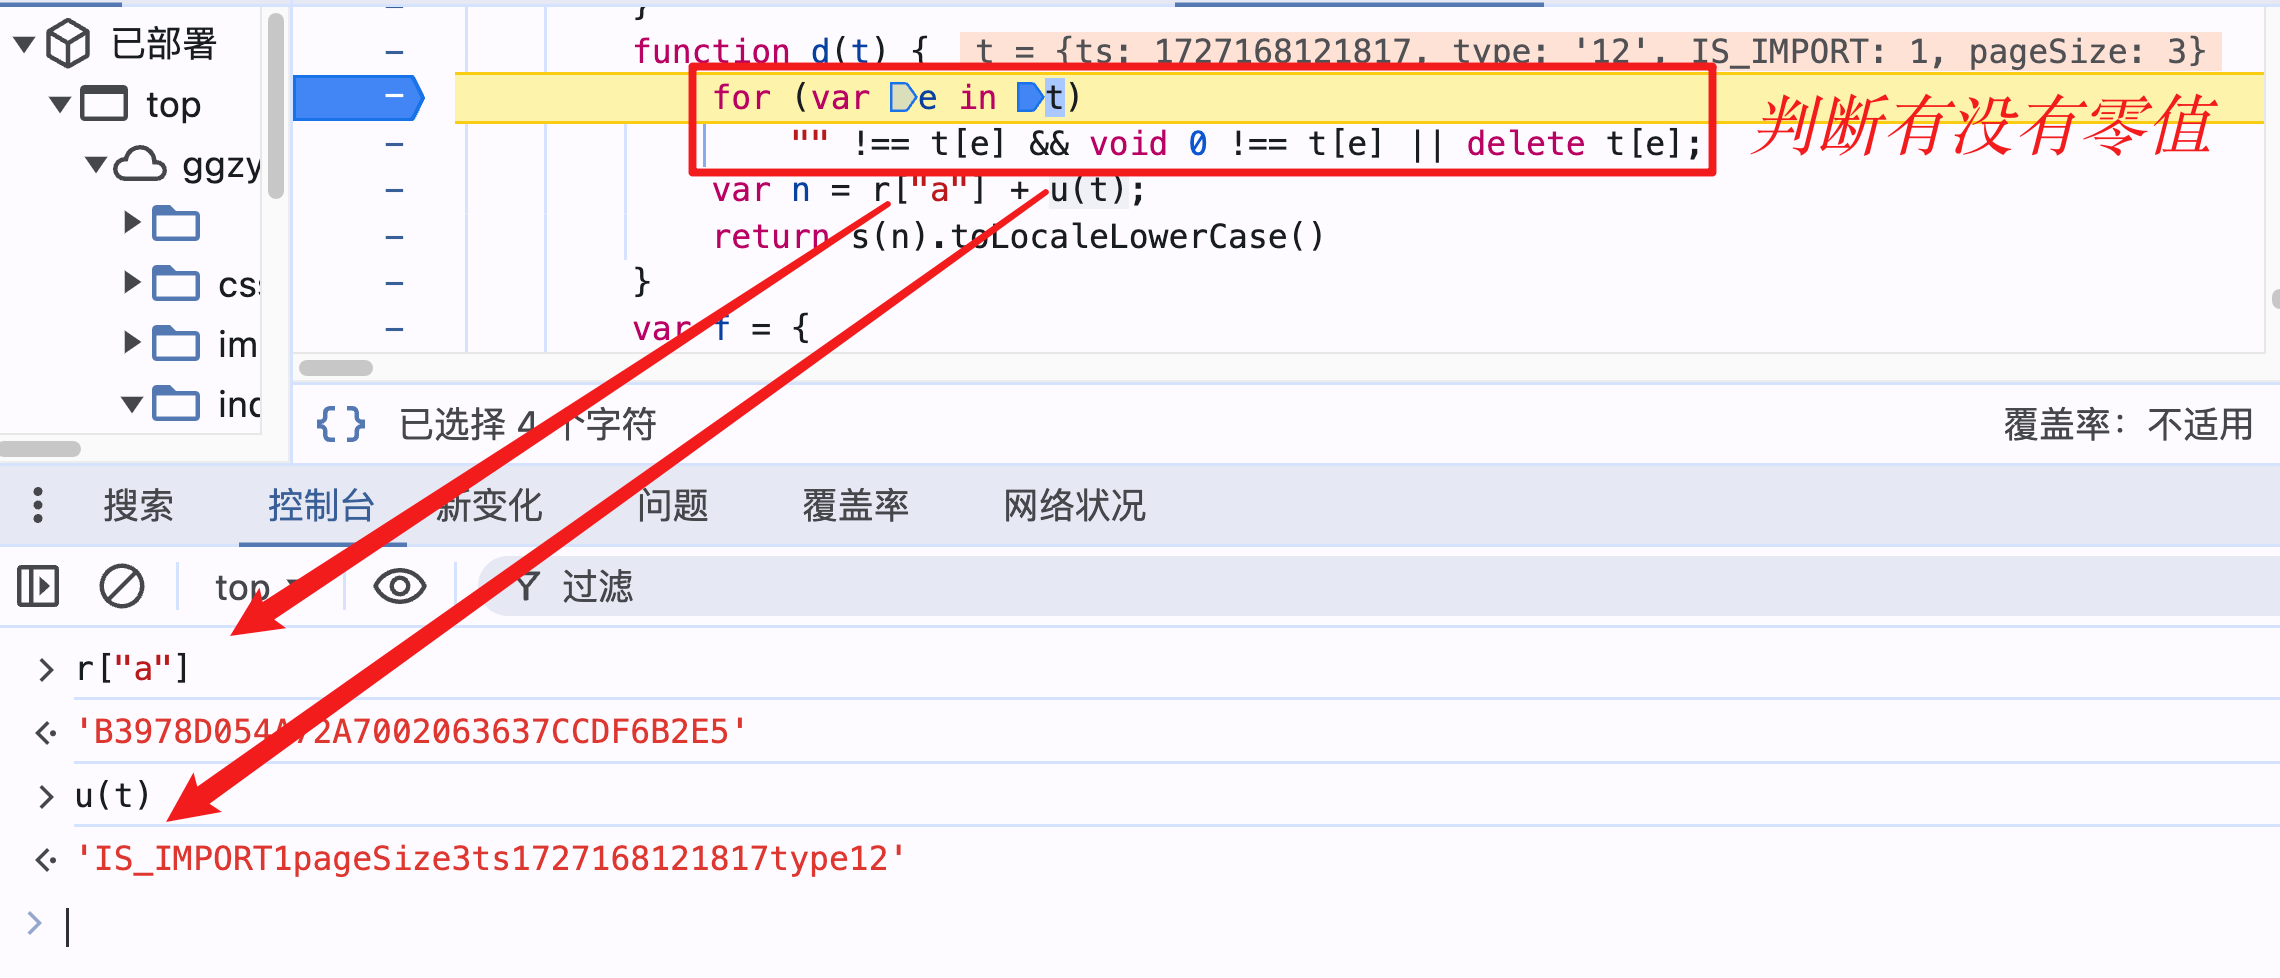 已部署
top
ggzy
css
im
inc
}
function d(t) { t = {ts: 1727168121817, type: '12', IS_IMPORT: 1, pageSize: 3}
for (var e in t)
"" !== t[e] && void 0 !== t[e] || delete t[e];
判断有没有零值
var n = r["a"] + u(t);
return s(n).toLocaleLowerCase()
}
var f = {
{} 已选择 4 个字符
覆盖率：不适用
搜索 控制台 新变化 问题 覆盖率 网络状况
top 过滤
r["a"]
u(t)
'IS_IMPORT1pageSize3ts1727168121817type12'